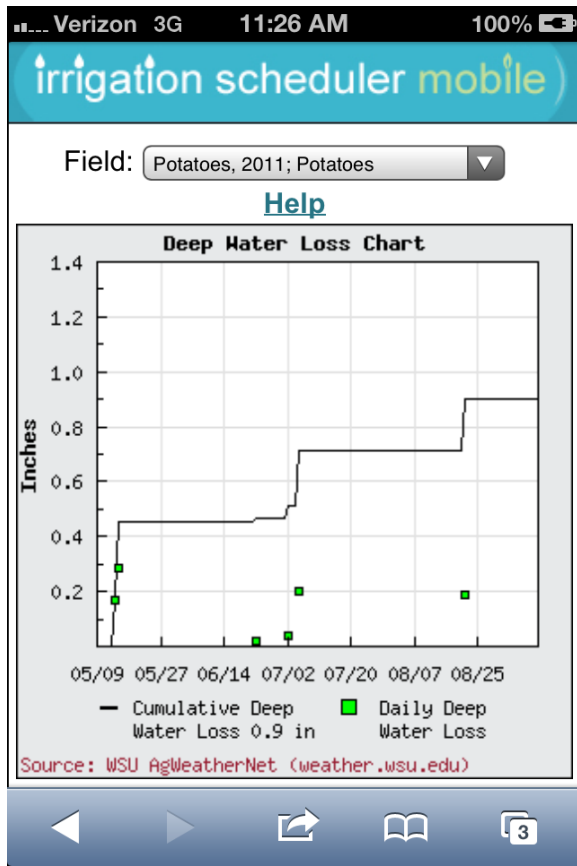 Verizon 3G 11:26 AM 100%
irrigation scheduler mobile
Field: Potatoes, 2011; Potatoes
Help
Deep Water Loss Chart
1.4
1.2
1.0
0.8
0.6
0.4
0.2
Inches
05/09 05/27 06/14 07/02 07/20 08/07 08/25
Cumulative Deep Daily Deep
Water Loss 0.9 in Water Loss
Source: WSU AgWeatherNet (weather.wsu.edu)
3